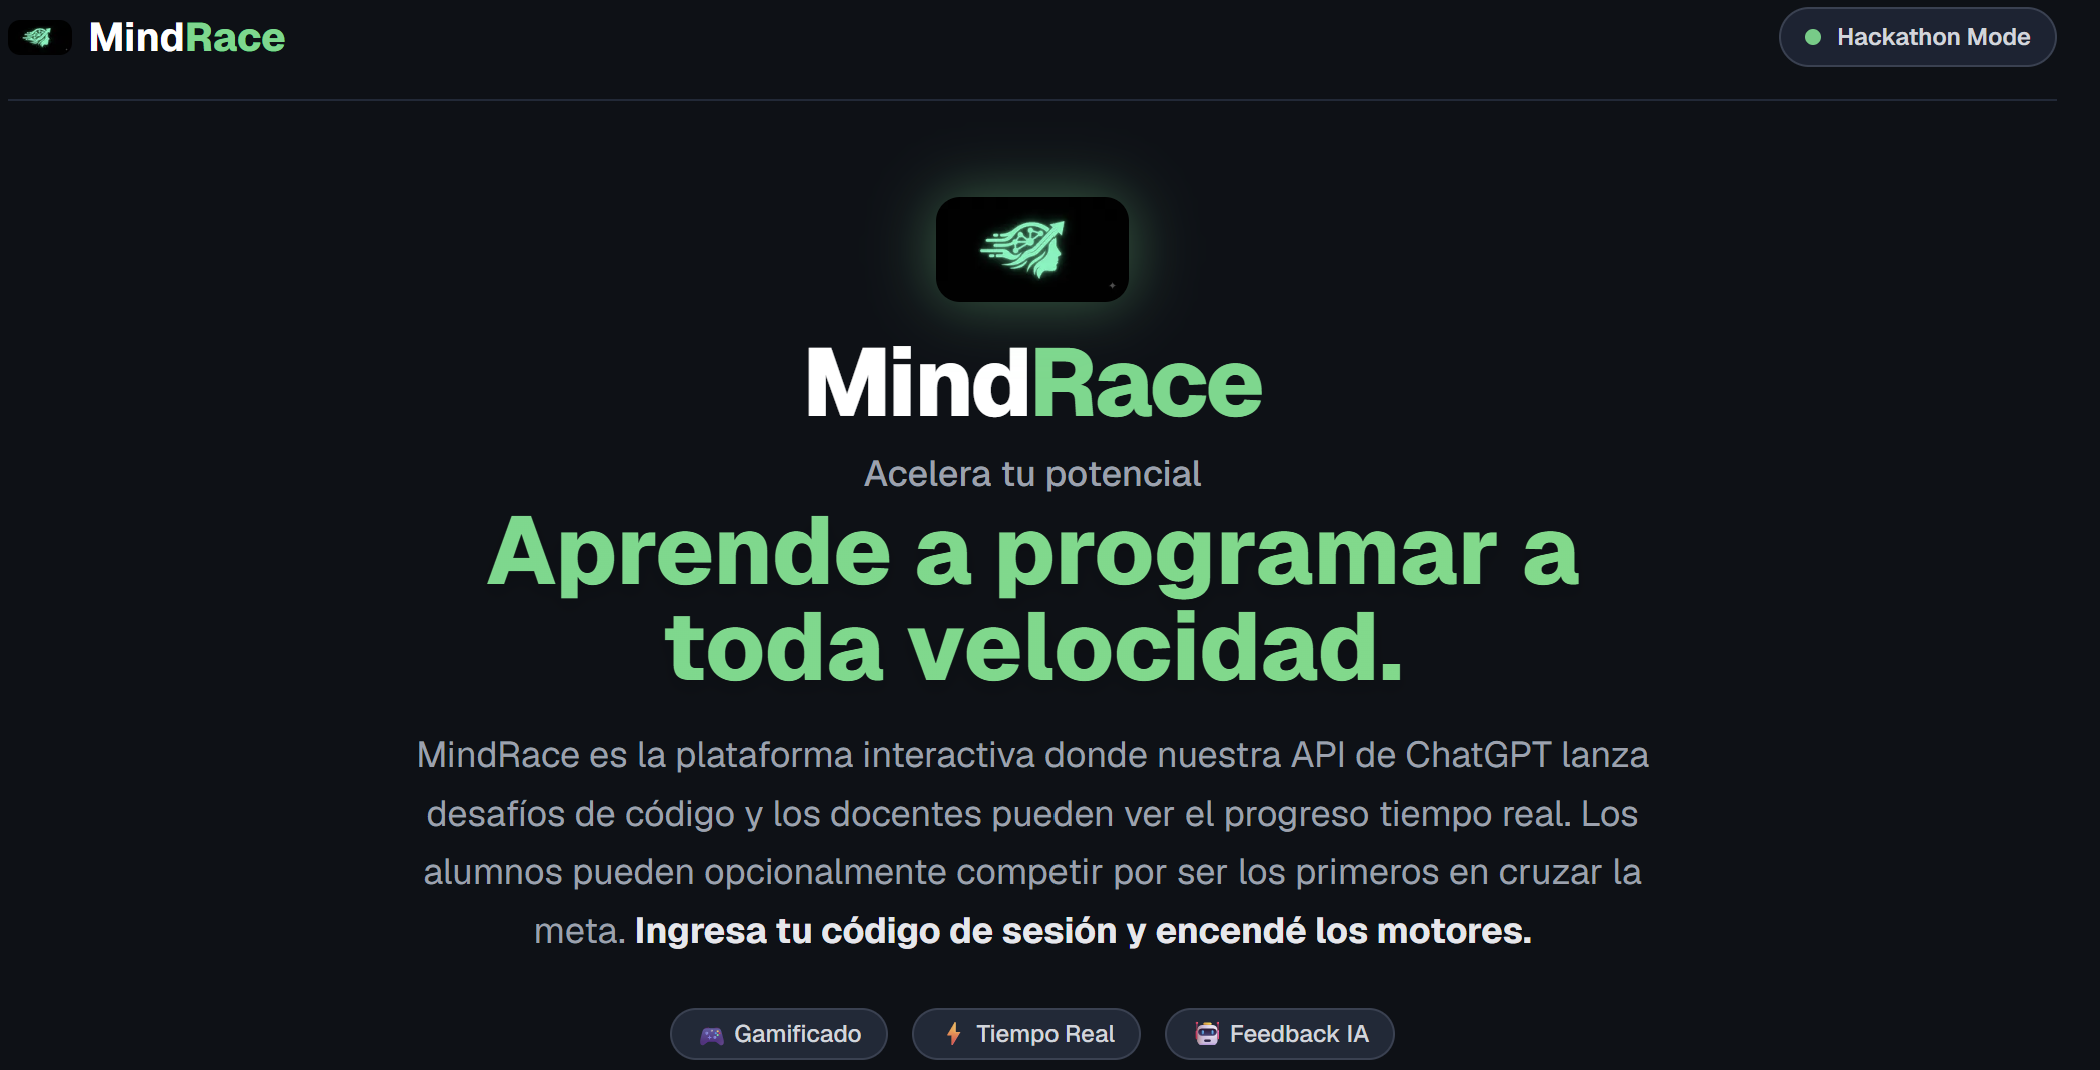 MindRace
Hackathon Mode
MindRace
Acelera tu potencial
Aprende a programar a
toda velocidad.
MindRace es la plataforma interactiva donde nuestra API de ChatGPT lanza
desafíos de código y los docentes pueden ver el progreso tiempo real. Los
alumnos pueden opcionalmente competir por ser los primeros en cruzar la
meta. Ingresa tu código de sesión y encendé los motores.
Gamificado
Tiempo Real
Feedback IA